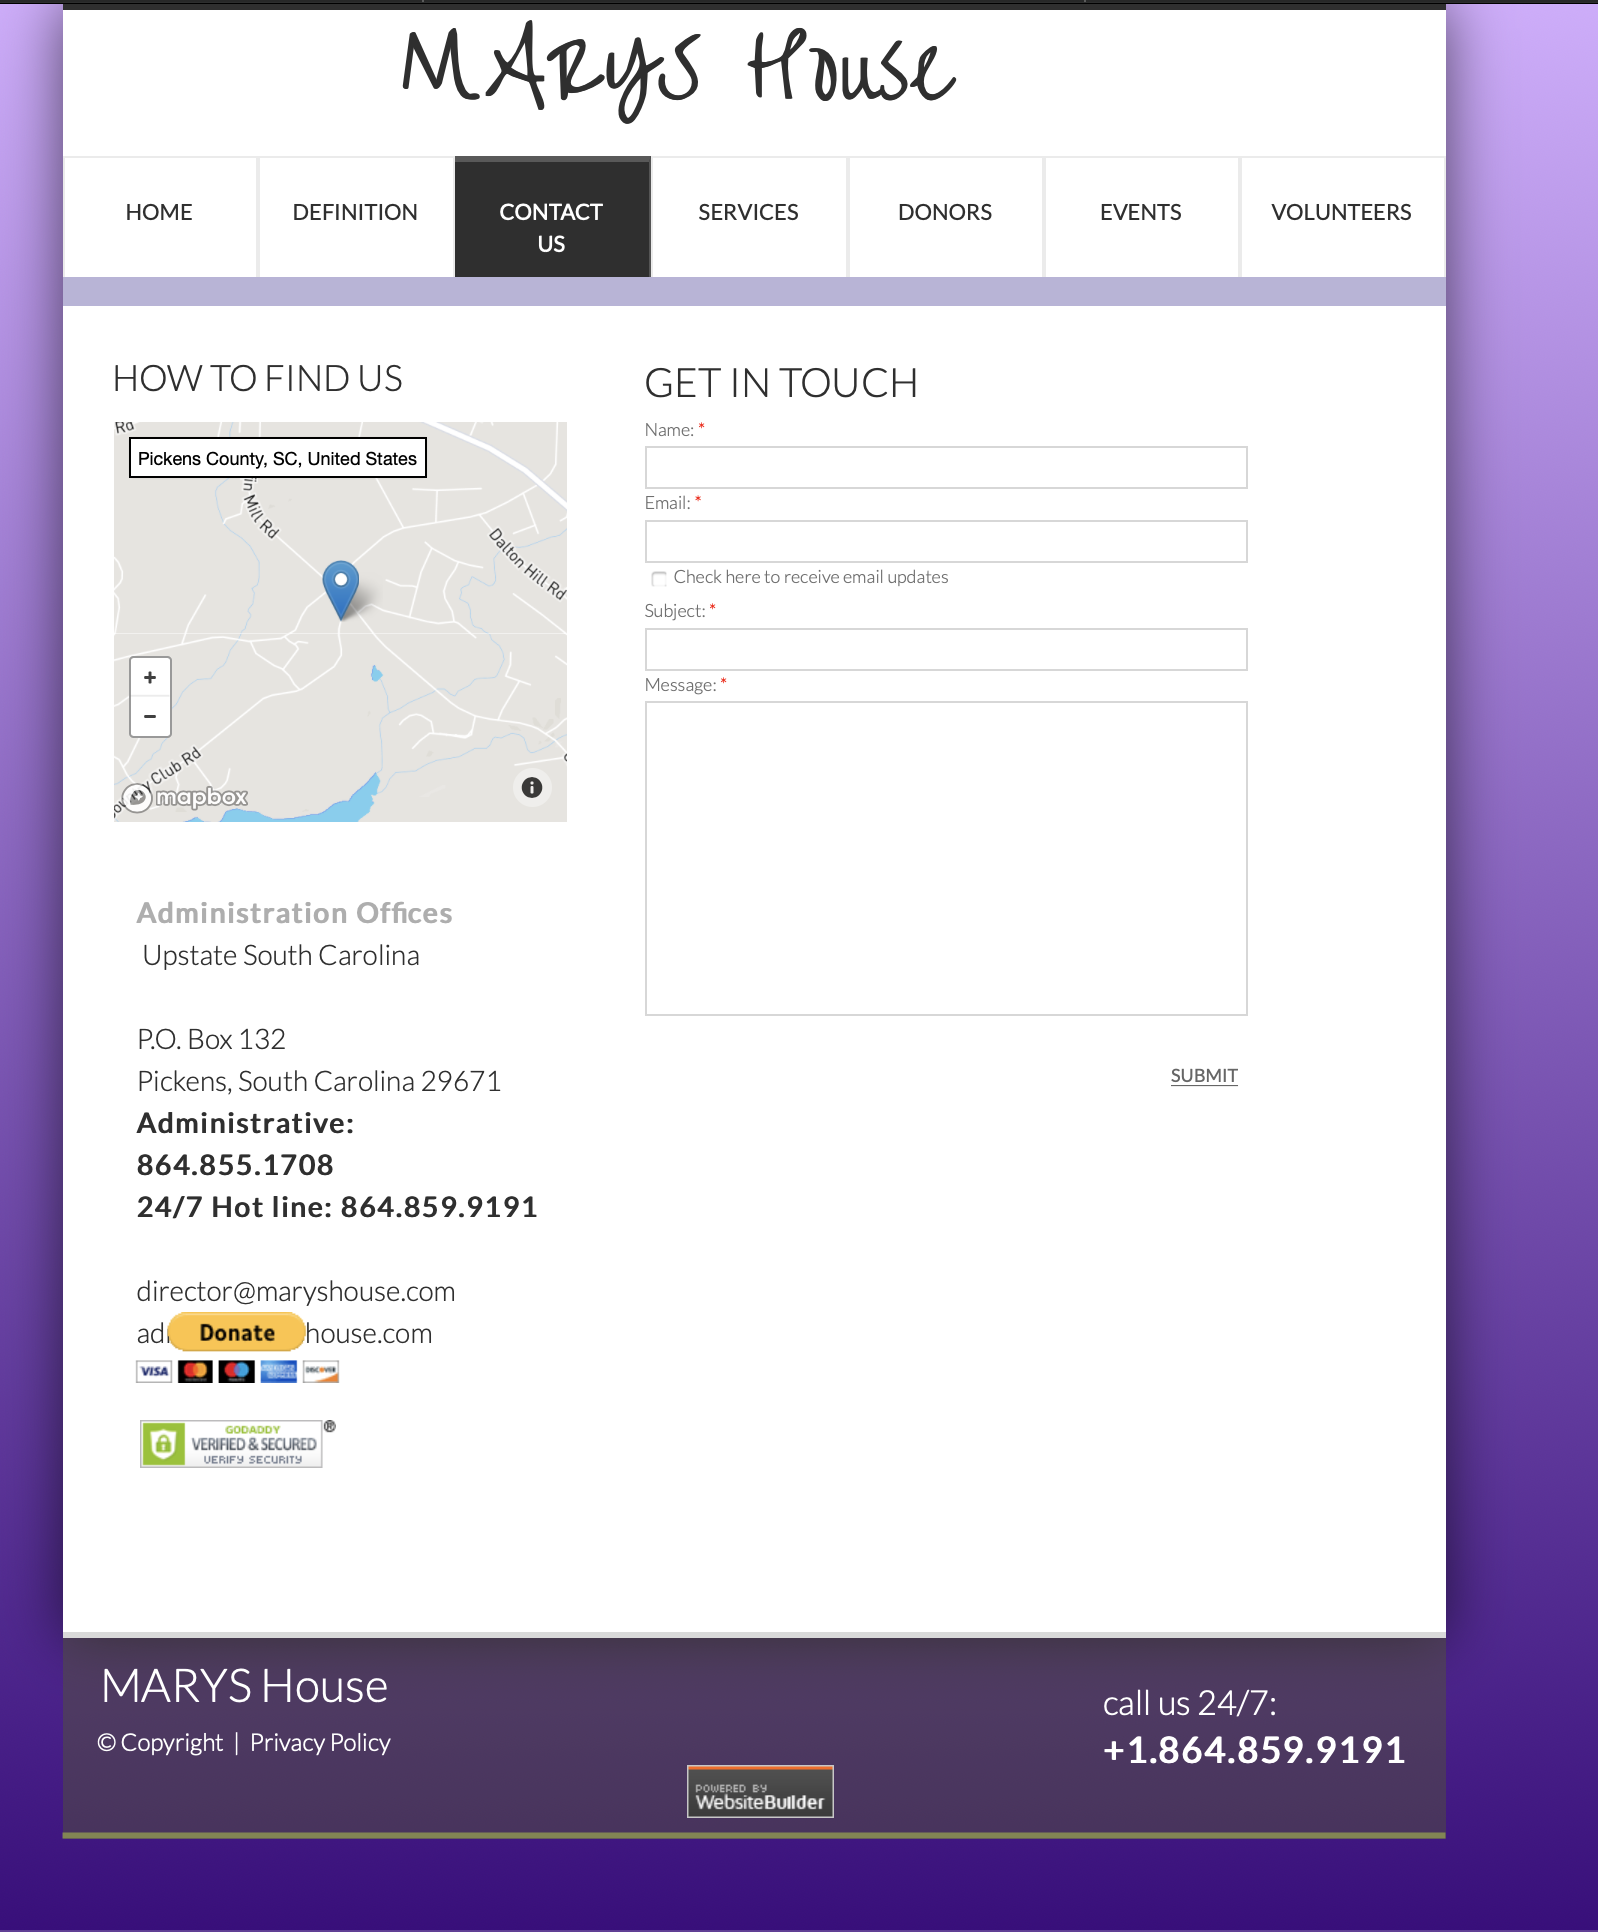 MARYS House
HOME
DEFINITION
CONTACT
US
SERVICES
DONORS
EVENTS
VOLUNTEERS
HOW TO FIND US
Rd
Pickens County, SC, United States
Mill Rd
Dalton Hill Rd
+
−
Club Rd
mapbox
Administration Offices
Upstate South Carolina
P.O. Box 132
Pickens, South Carolina 29671
Administrative:
864.855.1708
24/7 Hot line: 864.859.9191
director@maryshouse.com
Donate
house.com
VISA
DISCOVER
GODADDY
VERIFIED & SECURED
VERIFY SECURITY
®
GET IN TOUCH
Name: *
Email: *
Check here to receive email updates
Subject: *
Message: *
SUBMIT
MARYS House
© Copyright | Privacy Policy
POWERED BY
WebsiteBuilder
call us 24/7:
+1.864.859.9191